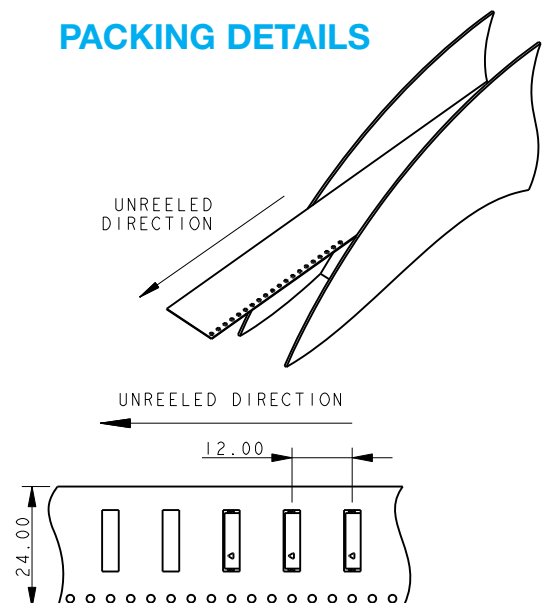 PACKING DETAILS
UNREELED
DIRECTION
UNREELED DIRECTION
12.00
24.00